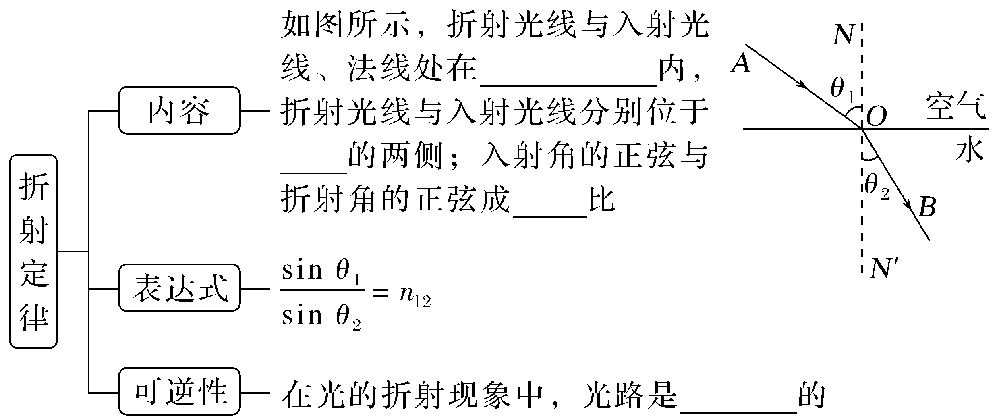 折射定律
内容
如图所示，折射光线与入射光
线、法线处在________内，
折射光线与入射光线分别位于
____的两侧；入射角的正弦与
折射角的正弦成____比
表达式
sin θ1
sin θ2
= n12
可逆性
在光的折射现象中，光路是______的
N
A
θ1
O
空气
水
θ2
B
N′